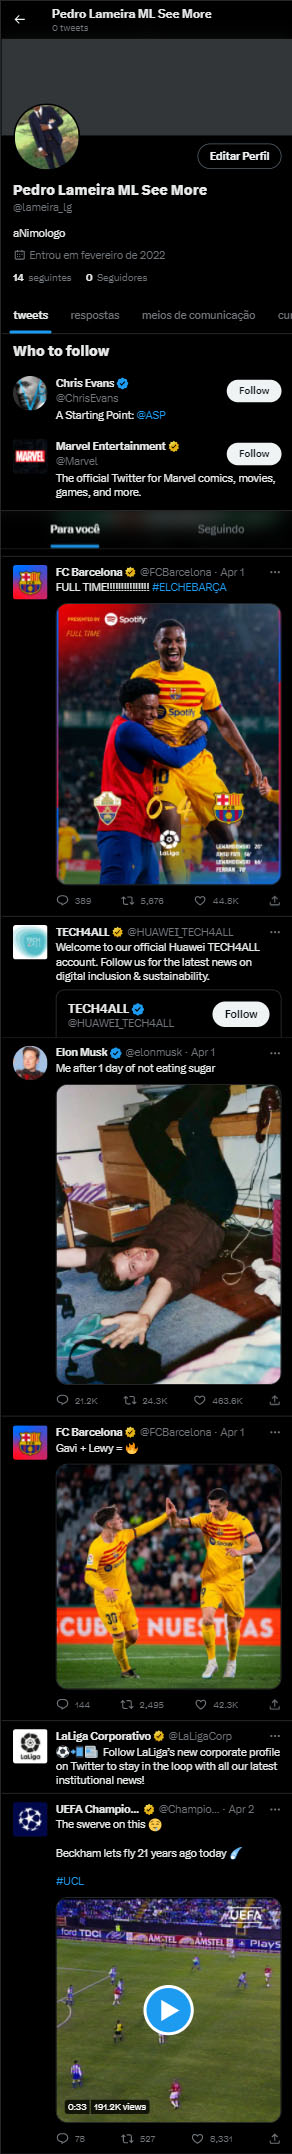 Pedro Lameira ML See More
0 tweets
Editar Perfil
Pedro Lameira ML See More
@lameira_lg
aNimologo
Entrou em fevereiro de 2022
14 seguintes 0 Seguidores
tweets respostas meios de comunicação cu
Who to follow
Chris Evans
@ChrisEvans
Follow
A Starting Point: @ASP
Marvel Entertainment
@Marvel
Follow
MARVEL
The official Twitter for Marvel comics, movies,
games, and more.
Para você Seguindo
FC Barcelona @FCBarcelona · Apr 1
FULL TIME!!!!!!!!!!!!!!! #ELCHEBARÇA
PRESENTED BY Spotify
FULL TIME
Spotify
10
0-4
LaLiga
LEWANDOWSKI 20'
ANSU FATI 56'
LEWANDOWSKI 66'
FERRAN 70'
389 5,676 44.8K
TECH4ALL @HUAWEI_TECH4ALL
Welcome to our official Huawei TECH4ALL
account. Follow us for the latest news on
digital inclusion & sustainability.
TECH4ALL
@HUAWEI_TECH4ALL
Follow
Elon Musk @elonmusk · Apr 1
Me after 1 day of not eating sugar
21.2K 24.3K 463.6K
FC Barcelona @FCBarcelona · Apr 1
Gavi + Lewy =
30
CUB NUESTRAS
144 2,495 42.3K
LaLiga Corporativo @LaLigaCorp
LaLiga
Follow LaLiga's new corporate profile
on Twitter to stay in the loop with all our latest
institutional news!
UEFA Champio... @Champio... · Apr 2
The swerve on this
Beckham lets fly 21 years ago today
#UCL
UEFA
ford TDCi AMSTEL AMSTEL PlayS
0:33 191.2K views
78 527 8,331